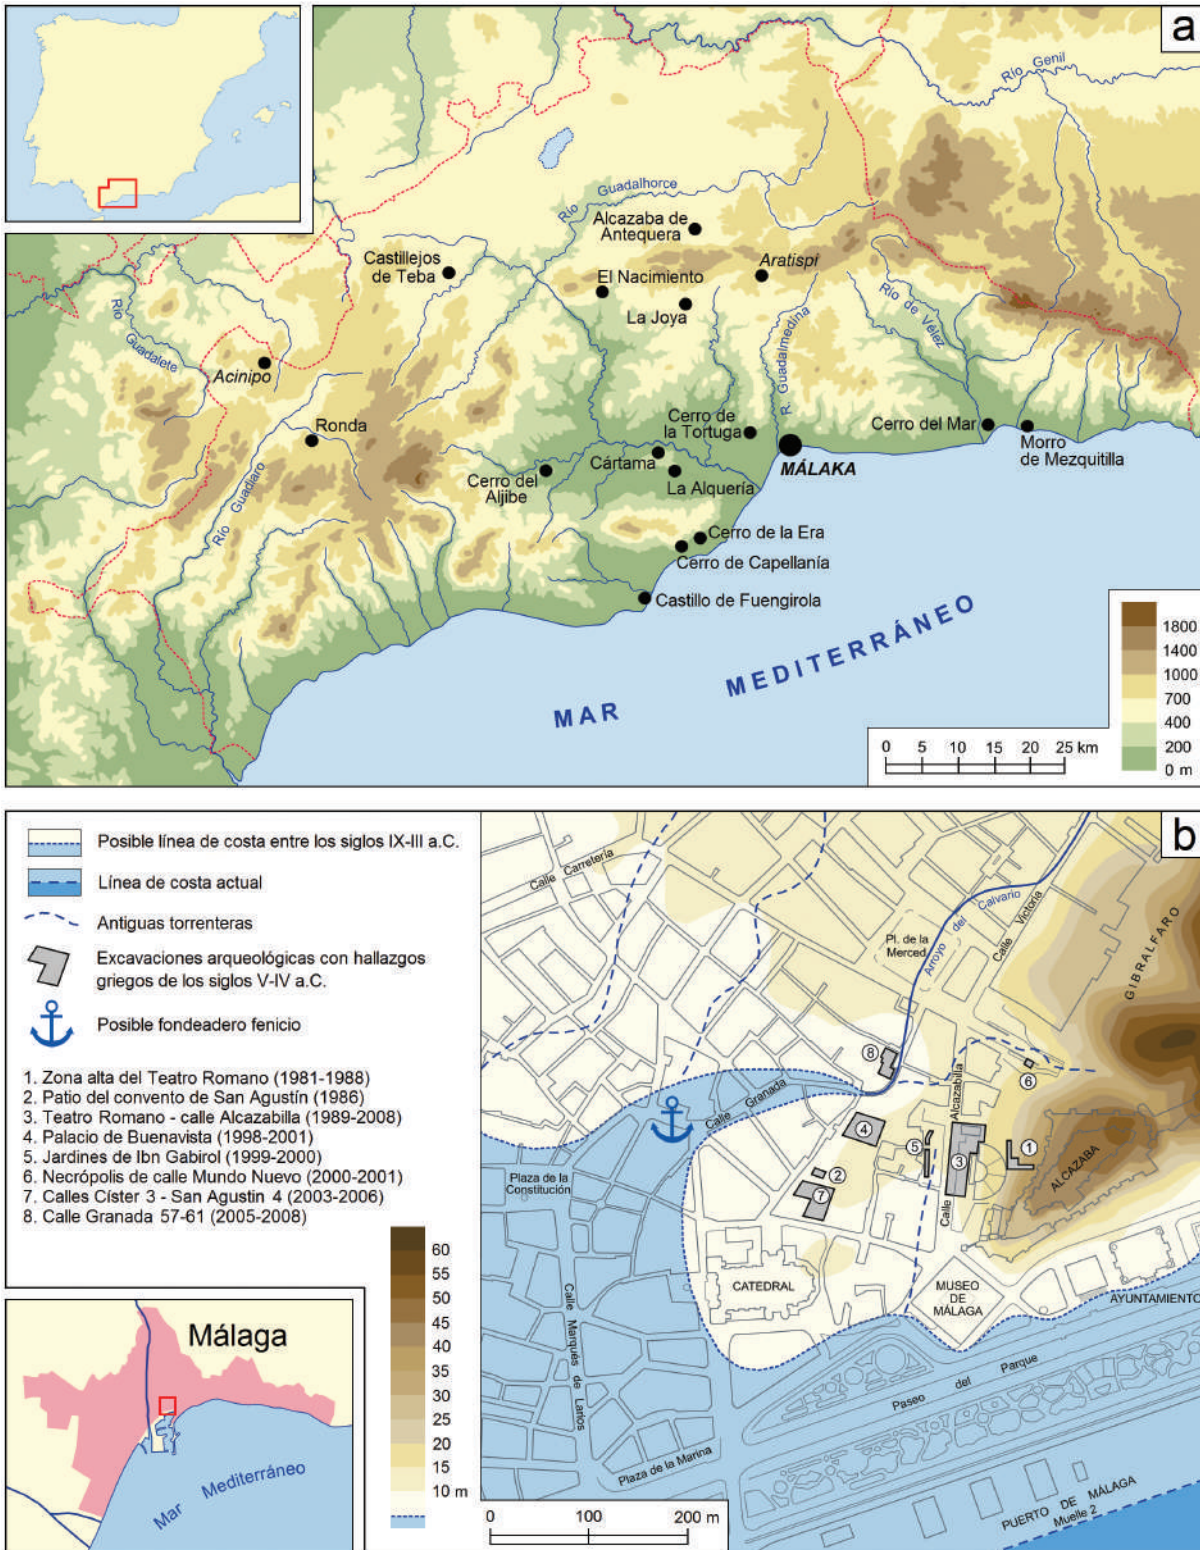 a
Río Genil
Río Guadalhorce
Alcazaba de
Antequera
Castillejos
de Teba
Aratispi
El Nacimiento
La Joya
R. Guadalmedina
Río de Vélez
Río Guadalete
Acinipo
Ronda
Río Guadiaro
Cerro de
la Tortuga
Cerro del Mar
Morro
de Mezquitilla
MÁLAKA
Cártama
Cerro del
Aljibe
La Alquería
Cerro de la Era
Cerro de Capellanía
Castillo de Fuengirola
MAR MEDITERRÁNEO
0 5 10 15 20 25 km
1800
1400
1000
700
400
200
0 m
b
Posible línea de costa entre los siglos IX-III a.C.
Línea de costa actual
Antiguas torrenteras
Excavaciones arqueológicas con hallazgos
griegos de los siglos V-IV a.C.
Posible fondeadero fenicio
1. Zona alta del Teatro Romano (1981-1988)
2. Patio del convento de San Agustín (1986)
3. Teatro Romano - calle Alcazabilla (1989-2008)
4. Palacio de Buenavista (1998-2001)
5. Jardines de Ibn Gabirol (1999-2000)
6. Necrópolis de calle Mundo Nuevo (2000-2001)
7. Calles Císter 3 - San Agustin 4 (2003-2006)
8. Calle Granada 57-61 (2005-2008)
60
55
50
45
40
35
30
25
20
15
10 m
Málaga
Mar Mediterráneo
Calle Carretería
Pl. de la
Merced
Arroyo del Calvario
Calle Victoria
GIBRALFARO
8
6
Calle Granada
Calle Alcazabilla
4
5
3
1
2
7
ALCAZABA
Plaza de la
Constitución
CATEDRAL
MUSEO
DE
MÁLAGA
AYUNTAMIENTO
Calle Marqués de Larios
Paseo del Parque
Plaza de la Marina
PUERTO DE MÁLAGA
Muelle 2
0 100 200 m